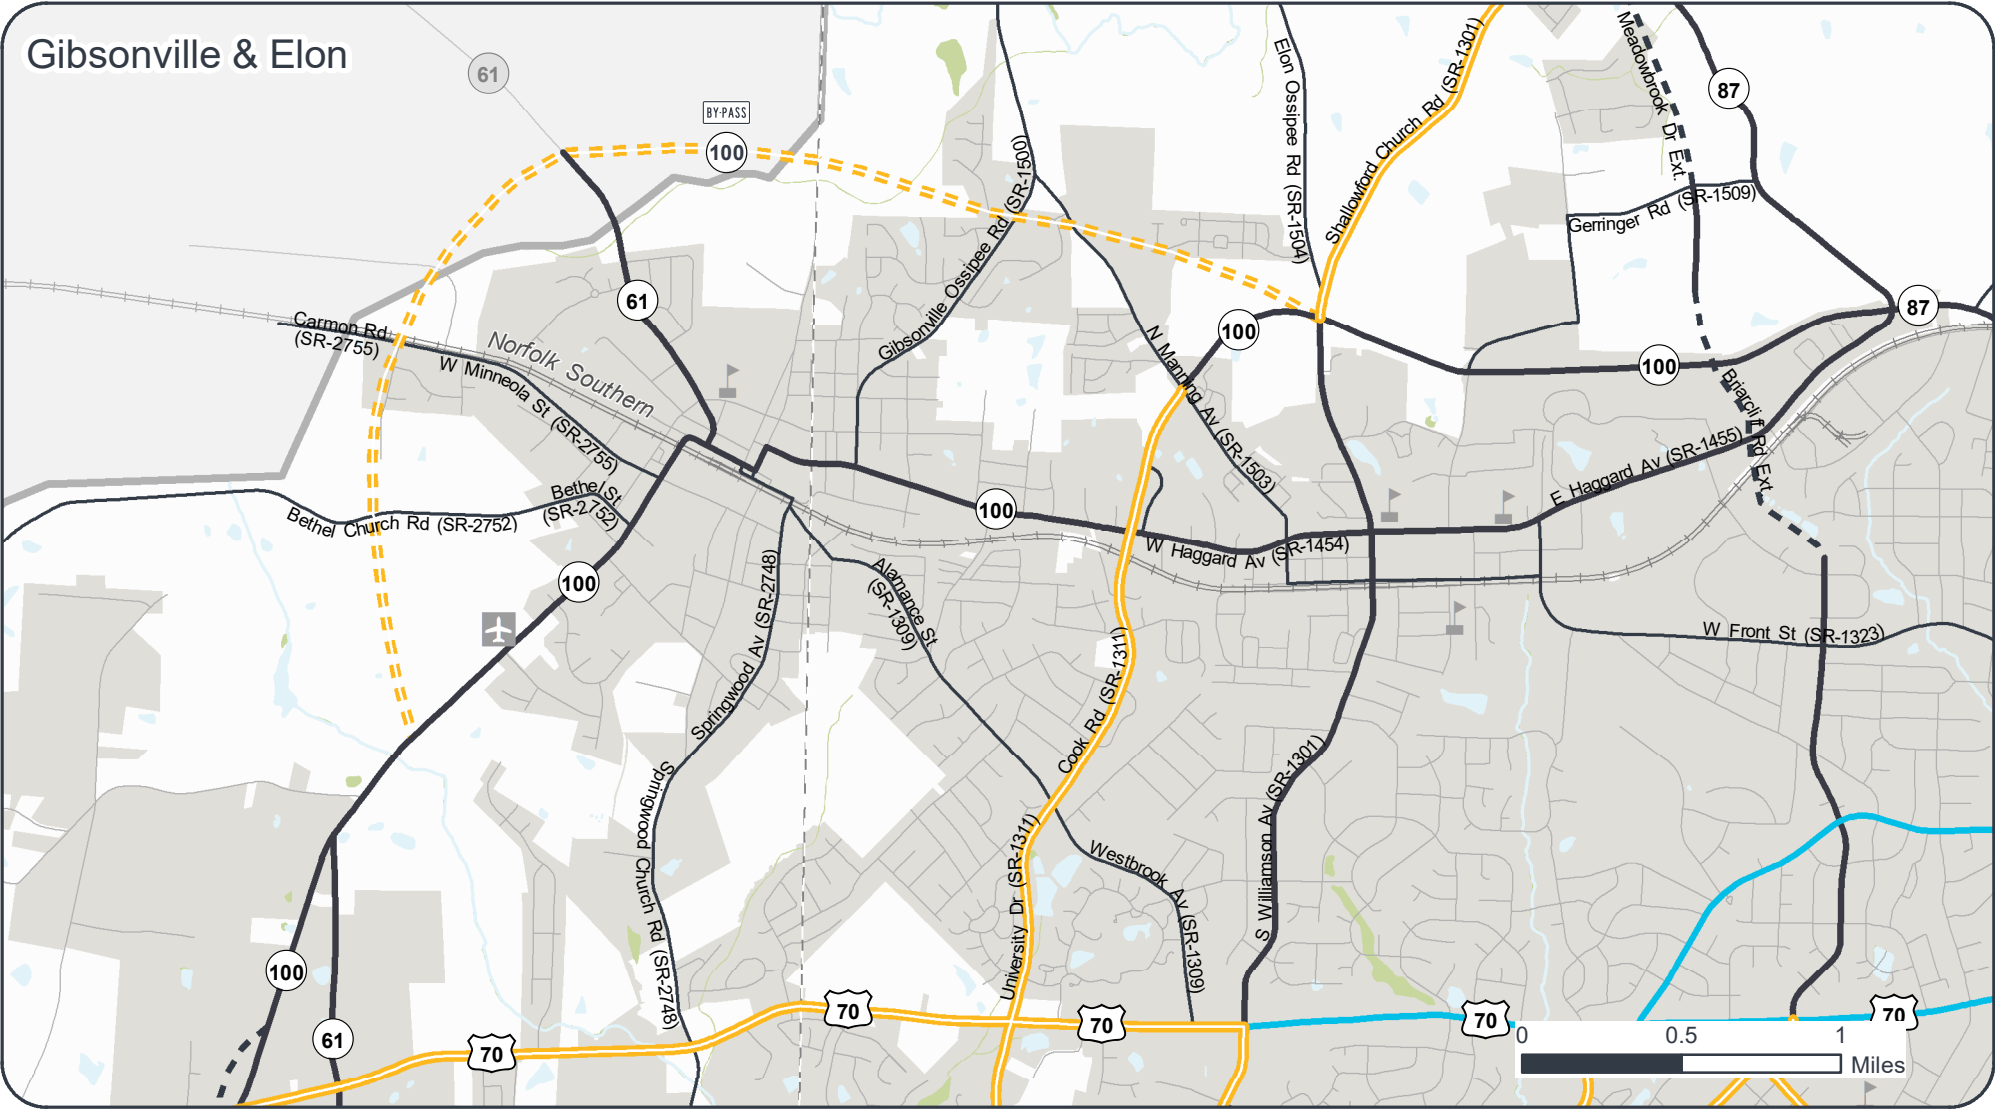 Gibsonville & Elon
61
BY-PASS
100
Elon Ossipee Rd (SR-1504)
Shallowford Church Rd (SR-1301)
Meadowbrook Dr Ext.
87
Gibsonville Ossipee Rd (SR-1500)
Gerringer Rd (SR-1509)
61
87
100
100
Carmon Rd
(SR-2755)
Norfolk Southern
W Minneola St (SR-2755)
N Manning Av (SR-1503)
Briarcliff Rd Ext
E Haggard Av (SR-1455)
Bethel St
(SR-2752)
Bethel Church Rd (SR-2752)
100
W Haggard Av (SR-1454)
100
Springwood Av (SR-2748)
Alamance St
(SR-1309)
W Front St (SR-1323)
Cook Rd (SR-1311)
S Williamson Av (SR-1301)
Springwood Church Rd (SR-2748)
University Dr (SR-1311)
Westbrook Av (SR-1309)
100
61
70
70
70
70
70
0 0.5 1
Miles